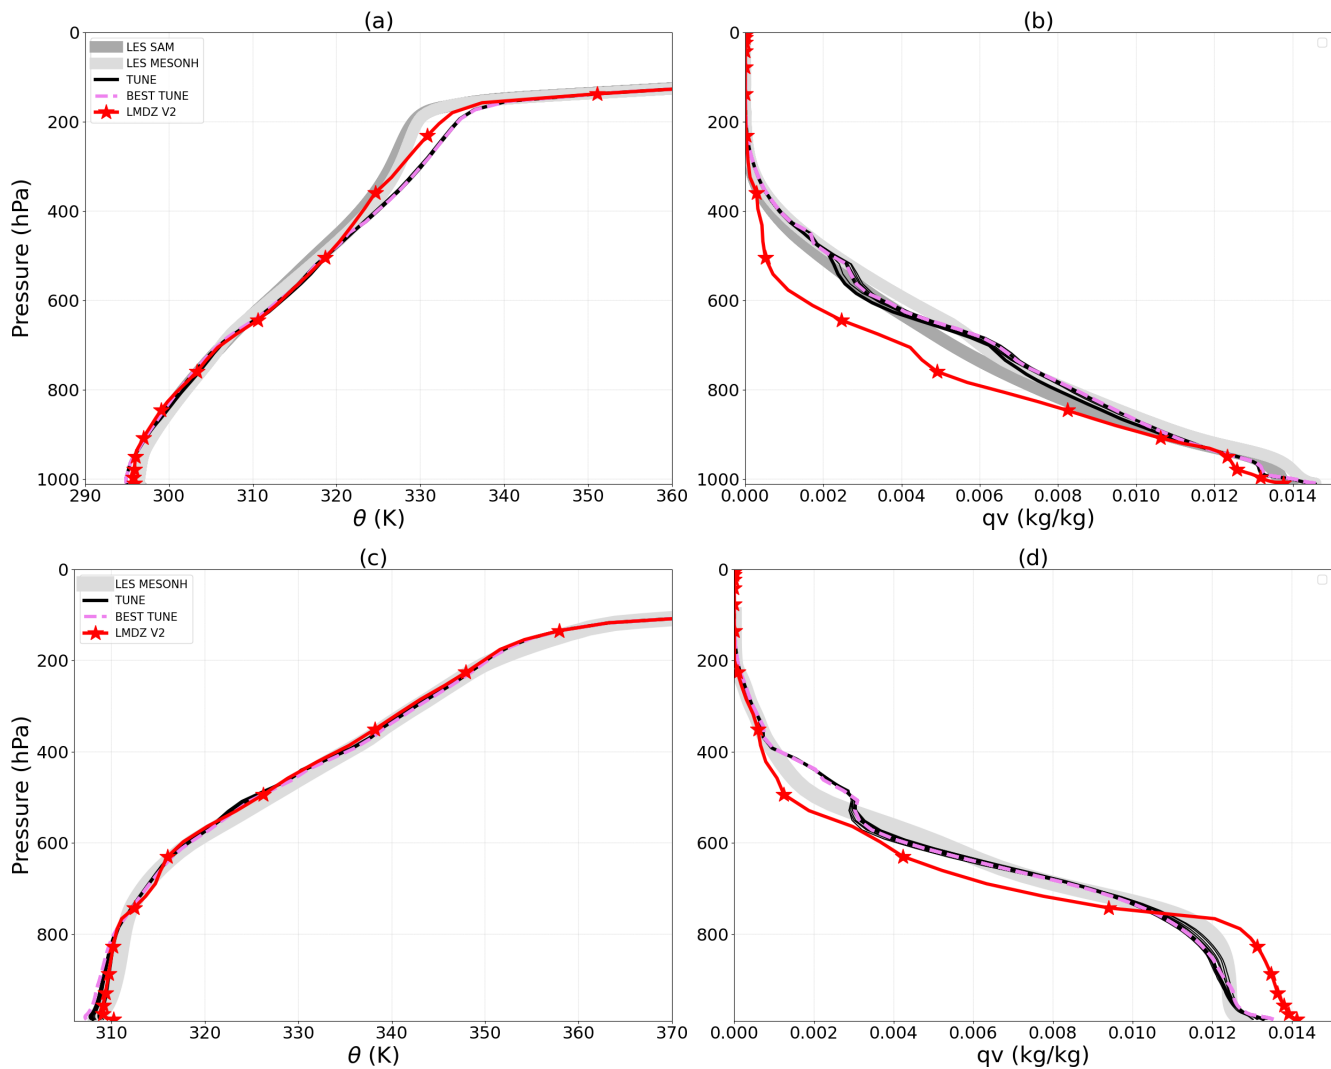 (a)
LES SAM
LES MESONH
TUNE
BEST TUNE
LMDZ V2
0
200
400
600
800
1000
Pressure (hPa)
290 300 310 320 330 340 350 360
θ (K)
(b)
0
200
400
600
800
1000
0.000 0.002 0.004 0.006 0.008 0.010 0.012 0.014
qv (kg/kg)
(c)
LES MESONH
TUNE
BEST TUNE
LMDZ V2
0
200
400
600
800
Pressure (hPa)
310 320 330 340 350 360 370
θ (K)
(d)
0
200
400
600
800
0.000 0.002 0.004 0.006 0.008 0.010 0.012 0.014
qv (kg/kg)